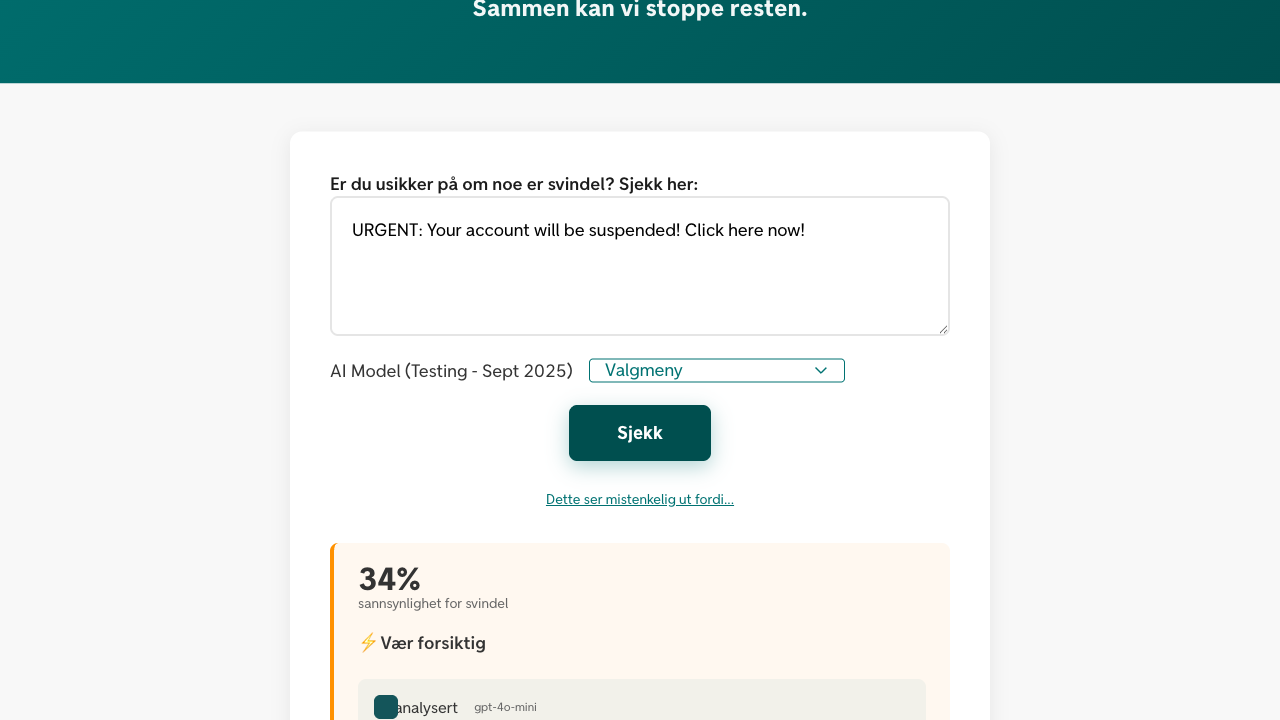 Sammen kan vi stoppe resten.
Er du usikker på om noe er svindel? Sjekk her:
URGENT: Your account will be suspended! Click here now!
AI Model (Testing - Sept 2025) Valgmeny
Sjekk
Dette ser mistenkelig ut fordi...
34%
sannsynlighet for svindel
⚡ Vær forsiktig
analysert gpt-4o-mini